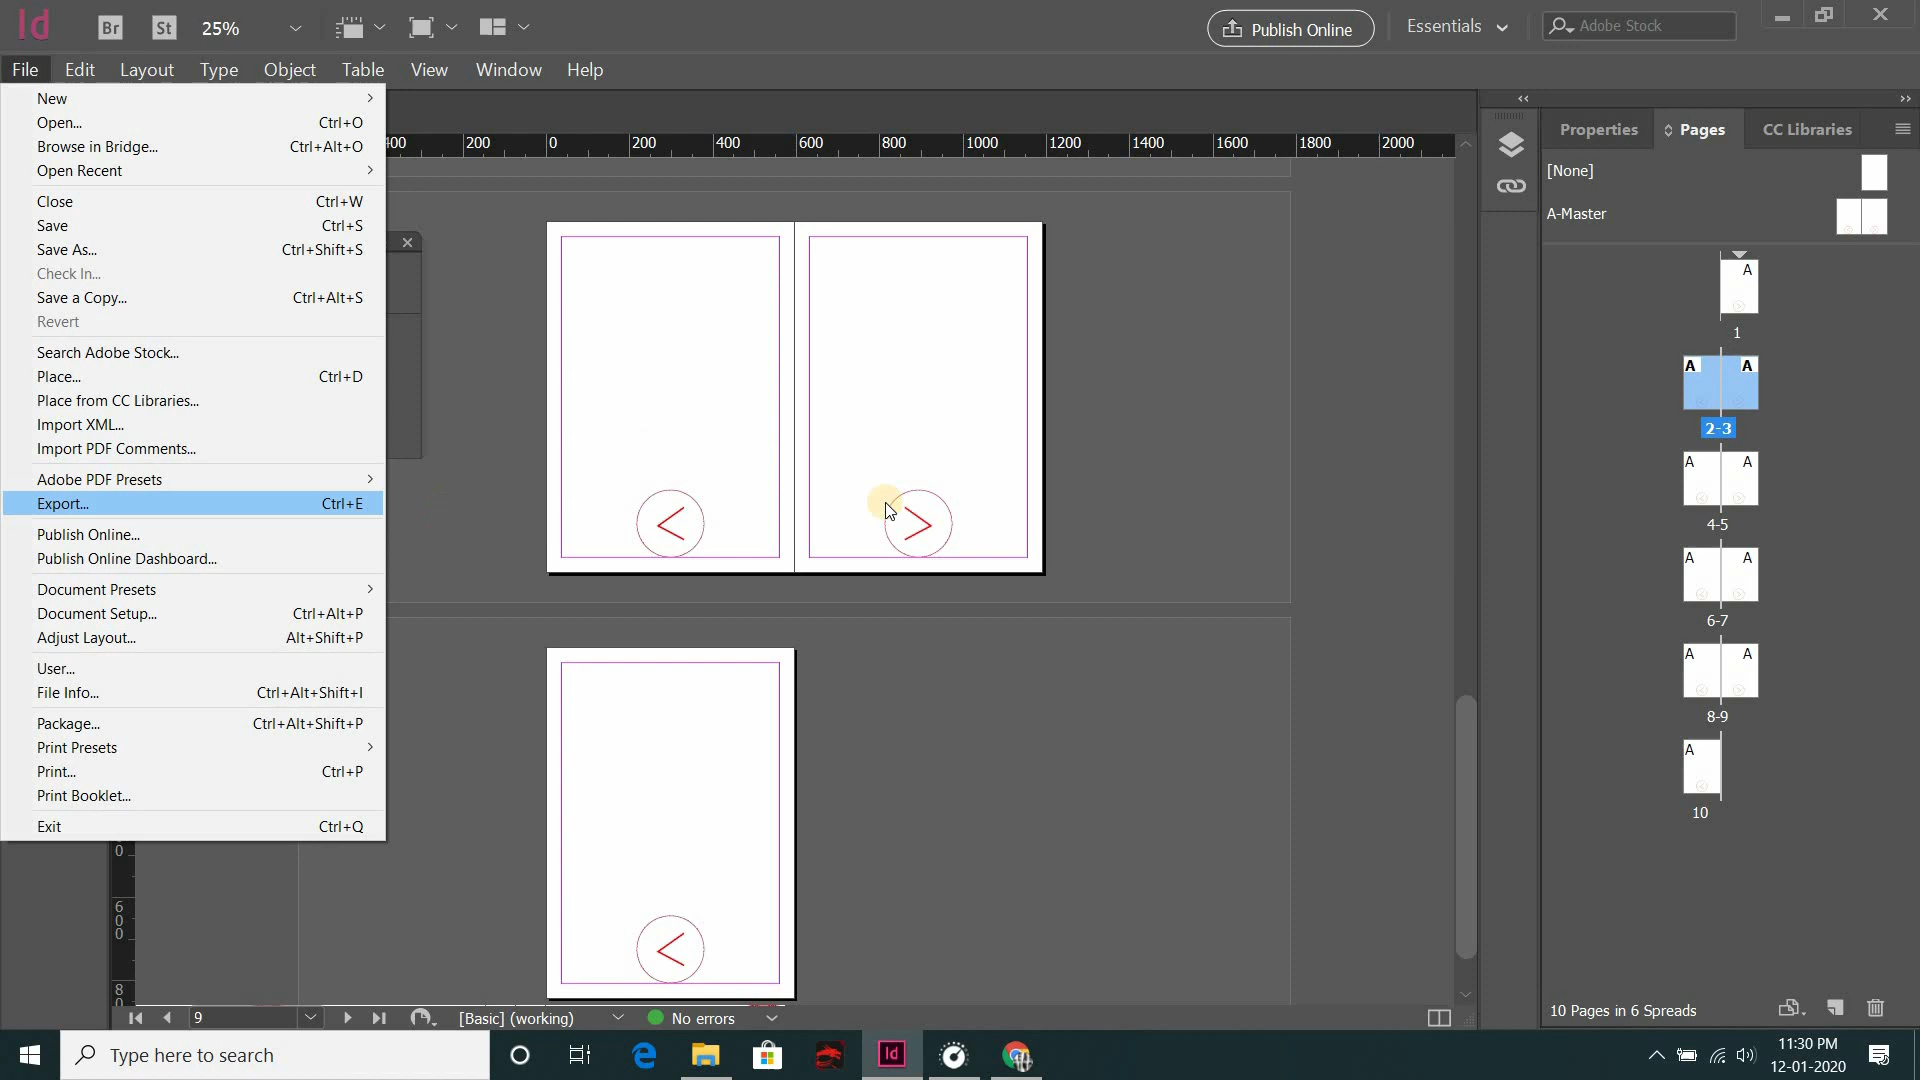 Id
Br
St
25%
Publish Online
Essentials
Adobe Stock
File
Edit
Layout
Type
Object
Table
View
Window
Help
New
Open... Ctrl+O
Browse in Bridge... Ctrl+Alt+O
Open Recent
Close Ctrl+W
Save Ctrl+S
Save As... Ctrl+Shift+S
Check In...
Save a Copy... Ctrl+Alt+S
Revert
Search Adobe Stock...
Place... Ctrl+D
Place from CC Libraries...
Import XML...
Import PDF Comments...
Adobe PDF Presets
Export... Ctrl+E
Publish Online...
Publish Online Dashboard...
Document Presets
Document Setup... Ctrl+Alt+P
Adjust Layout... Alt+Shift+P
User...
File Info... Ctrl+Alt+Shift+I
Package... Ctrl+Alt+Shift+P
Print Presets
Print... Ctrl+P
Print Booklet...
Exit Ctrl+Q
200 0 200 400 600 800 1000 1200 1400 1600 1800 2000
0
600
80
Properties
Pages
CC Libraries
[None]
A-Master
A
1
A A
2-3
A A
4-5
A A
6-7
A A
8-9
A
10
10 Pages in 6 Spreads
9
[Basic] (working)
No errors
Type here to search
Id
11:30 PM
12-01-2020